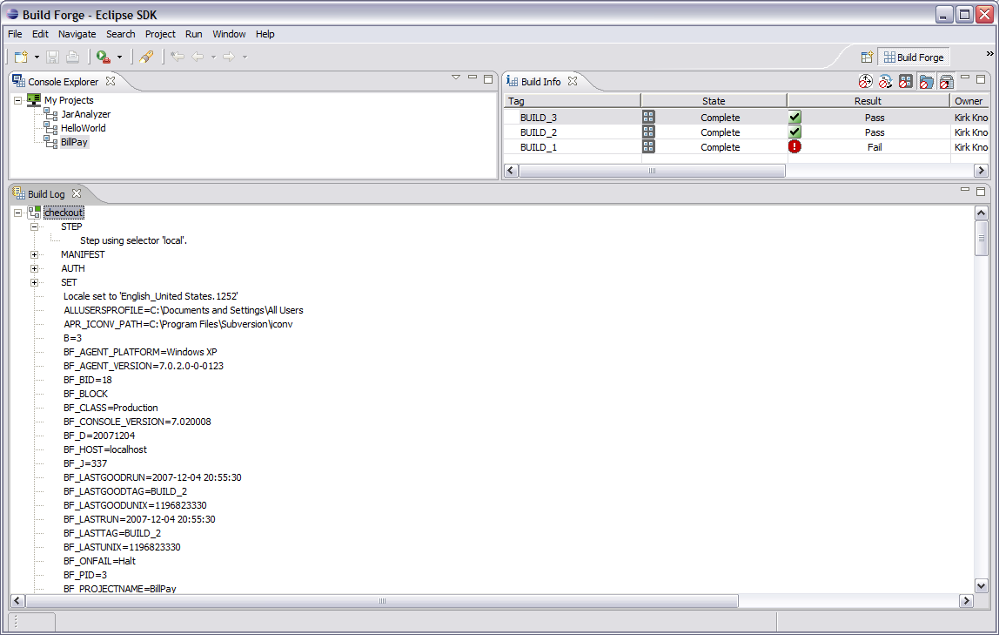 Build Forge - Eclipse SDK
File Edit Navigate Search Project Run Window Help
Build Forge »
Console Explorer
My Projects
JarAnalyzer
HelloWorld
BillPay
Build Info
Tag State Result Owner
BUILD_3 Complete Pass Kirk Kno
BUILD_2 Complete Pass Kirk Kno
BUILD_1 Complete Fail Kirk Kno
Build Log
checkout
STEP
Step using selector 'local'.
MANIFEST
AUTH
SET
Locale set to 'English_United States.1252'
ALLUSERSPROFILE=C:\Documents and Settings\All Users
APR_ICONV_PATH=C:\Program Files\Subversion\iconv
B=3
BF_AGENT_PLATFORM=Windows XP
BF_AGENT_VERSION=7.0.2.0-0-0123
BF_BID=18
BF_BLOCK
BF_CLASS=Production
BF_CONSOLE_VERSION=7.020008
BF_D=20071204
BF_HOST=localhost
BF_J=337
BF_LASTGOODRUN=2007-12-04 20:55:30
BF_LASTGOODTAG=BUILD_2
BF_LASTGOODUNIX=1196823330
BF_LASTRUN=2007-12-04 20:55:30
BF_LASTTAG=BUILD_2
BF_LASTUNIX=1196823330
BF_ONFAIL=Halt
BF_PID=3
BF_PROJECTNAME=BillPay